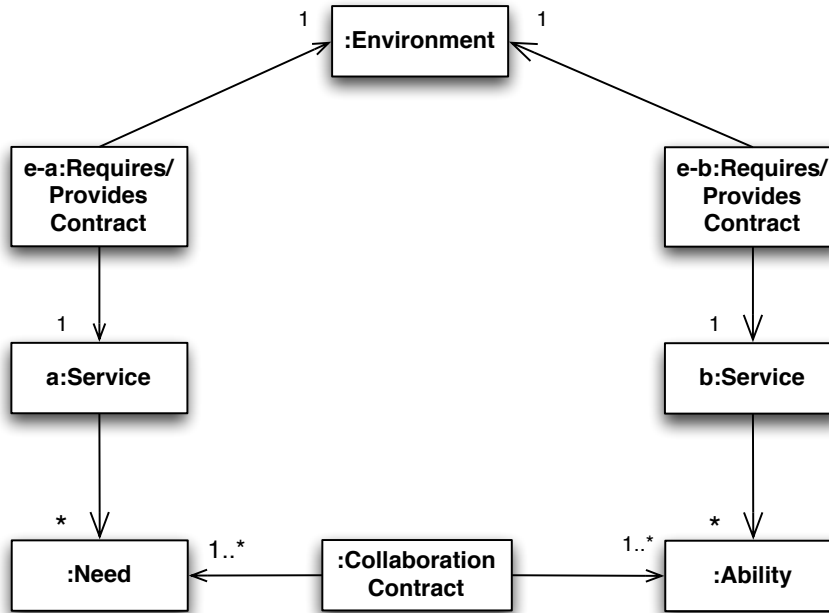 1
1
:Environment
e-a:Requires/
Provides
Contract
e-b:Requires/
Provides
Contract
1
1
a:Service
b:Service
*
*
1..*
1..*
:Need
:Collaboration
Contract
:Ability